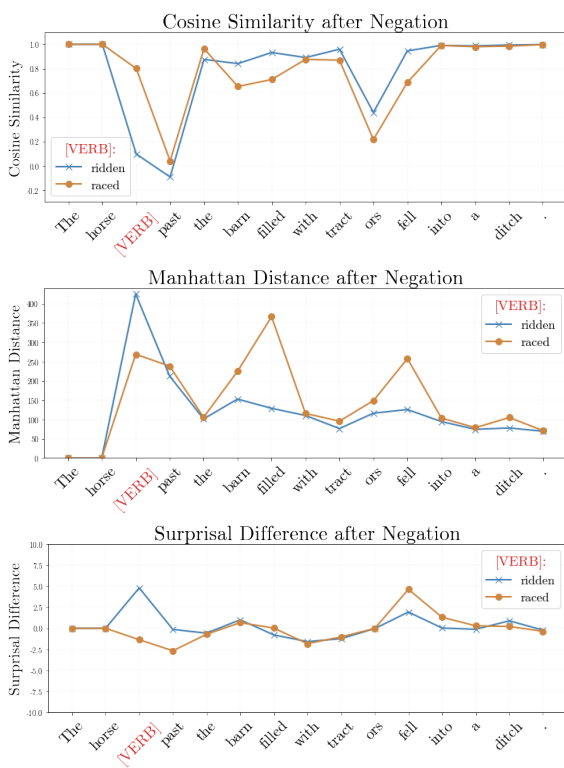 Cosine Similarity after Negation
Cosine Similarity
1.0
0.8
0.6
0.4
0.2
0.0
-0.2
[VERB]:
ridden
raced
The horse [VERB] past the barn filled with tract ors fell into a ditch .
Manhattan Distance after Negation
Manhattan Distance
400
350
300
250
200
150
100
50
0
[VERB]:
ridden
raced
The horse [VERB] past the barn filled with tract ors fell into a ditch .
Surprisal Difference after Negation
Surprisal Difference
10.0
7.5
5.0
2.5
0.0
-2.5
-5.0
-7.5
-10.0
[VERB]:
ridden
raced
The horse [VERB] past the barn filled with tract ors fell into a ditch .